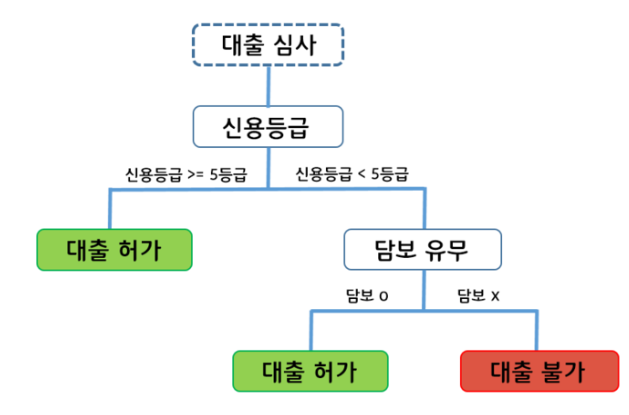 대출 심사
신용등급
신용등급 >= 5등급
신용등급 < 5등급
대출 허가
담보 유무
담보 o
담보 x
대출 허가
대출 불가